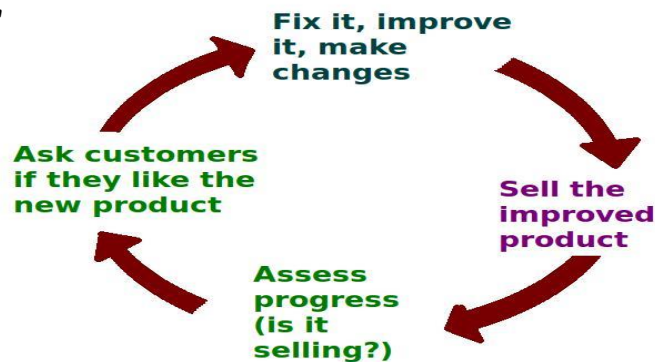 Fix it, improve
it, make
changes
Sell the
improved
product
Assess
progress
(is it
selling?)
Ask customers
if they like the
new product